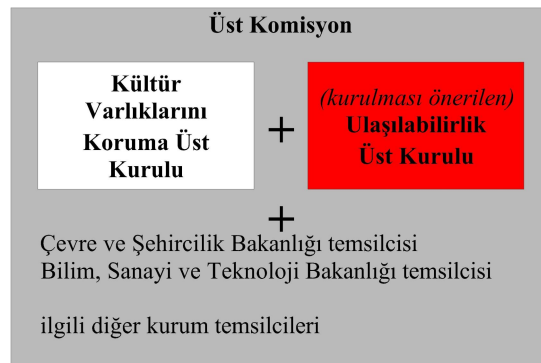 Üst Komisyon
Kültür
Varlıklarını
Koruma Üst
Kurulu
+
(kurulması önerilen)
Ulaşılabilirlik
Üst Kurulu
+
Çevre ve Şehircilik Bakanlığı temsilcisi
Bilim, Sanayi ve Teknoloji Bakanlığı temsilcisi
ilgili diğer kurum temsilcileri